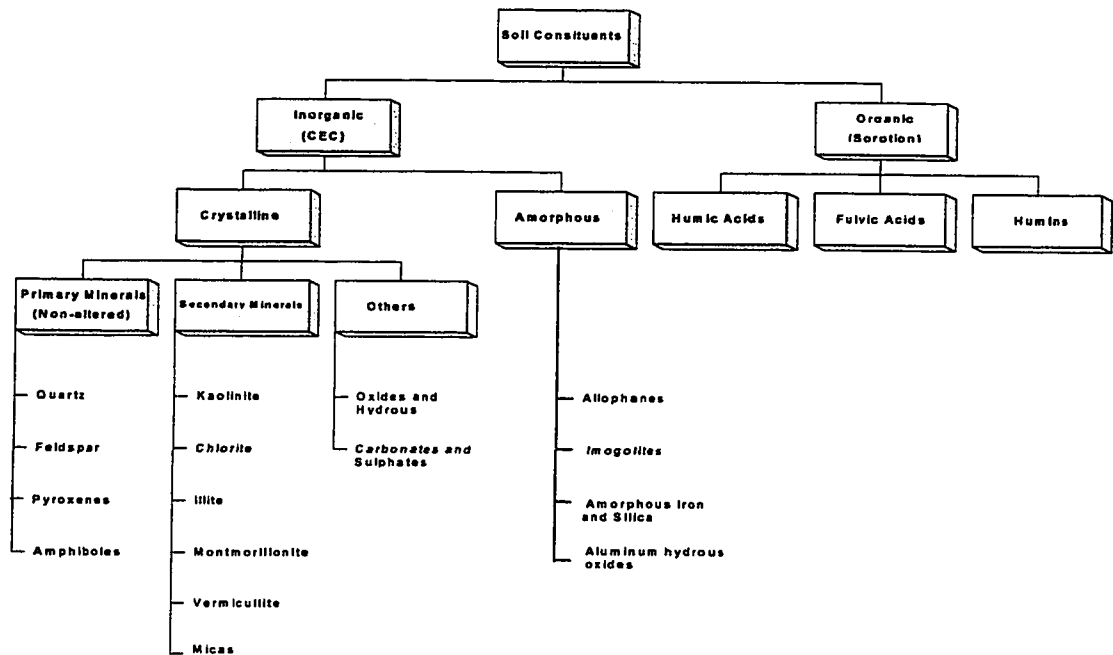 Soil Consituents
Inorganic
(CEC)
Organic
(Sorotion)
Crystalline
Amorphous
Humic Acids
Fulvic Acids
Humins
Primary Minerals
(Non-altered)
Secondary Minerals
Others
Quartz
Feldspar
Pyroxenes
Amphiboles
Kaolinite
Chlorite
Illite
Montmorillonite
Vermicullite
Micas
Oxides and
Hydrous
Carbonates and
Sulphates
Allophanes
Imogolites
Amorphous Iron
and Silica
Aluminum hydrous
oxides